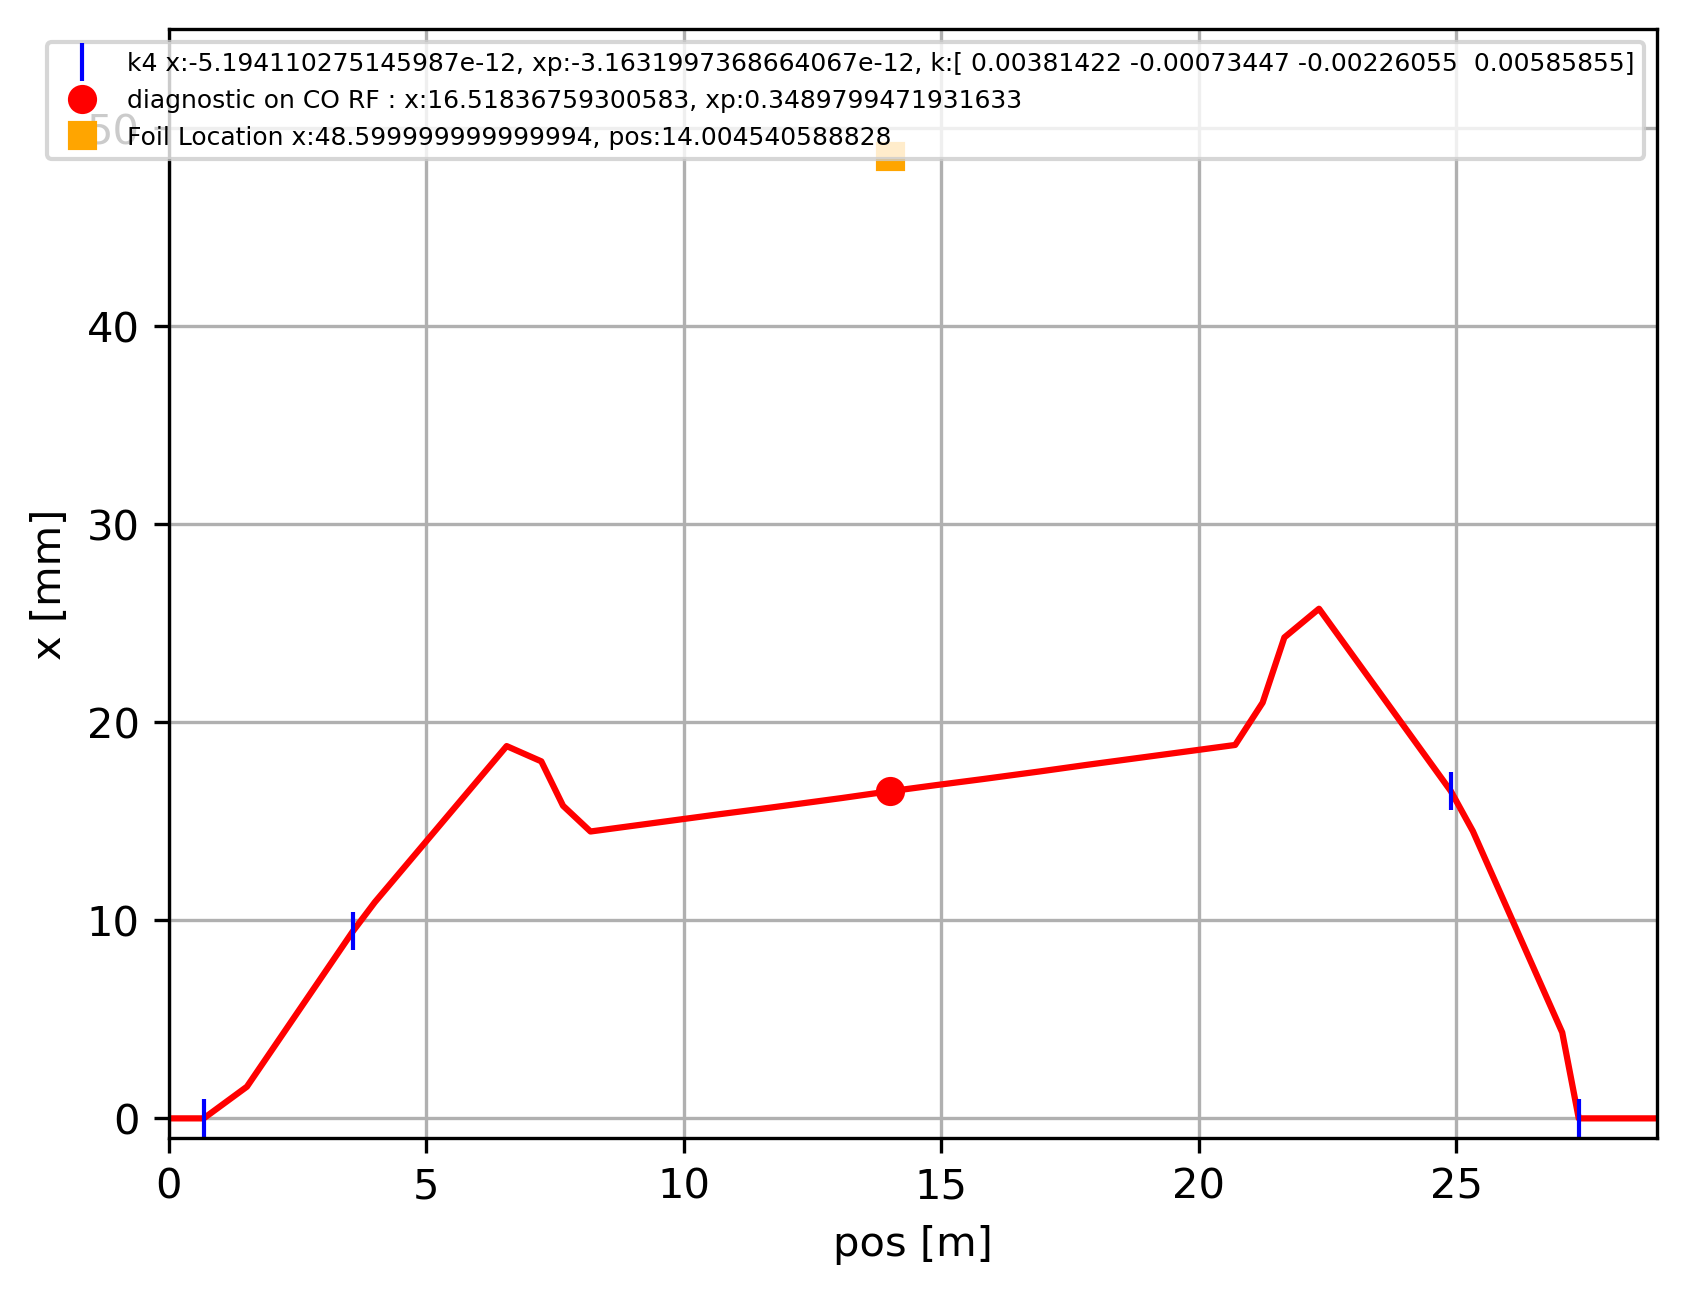 k4 x:-5.194110275145987e-12, xp:-3.1631997368664067e-12, k:[ 0.00381422 -0.00073447 -0.00226055  0.00585855]
diagnostic on CO RF : x:16.51836759300583, xp:0.3489799471931633
Foil Location x:48.599999999999994, pos:14.004540588828
50
40
30
20
10
0
x [mm]
0 5 10 15 20 25
pos [m]